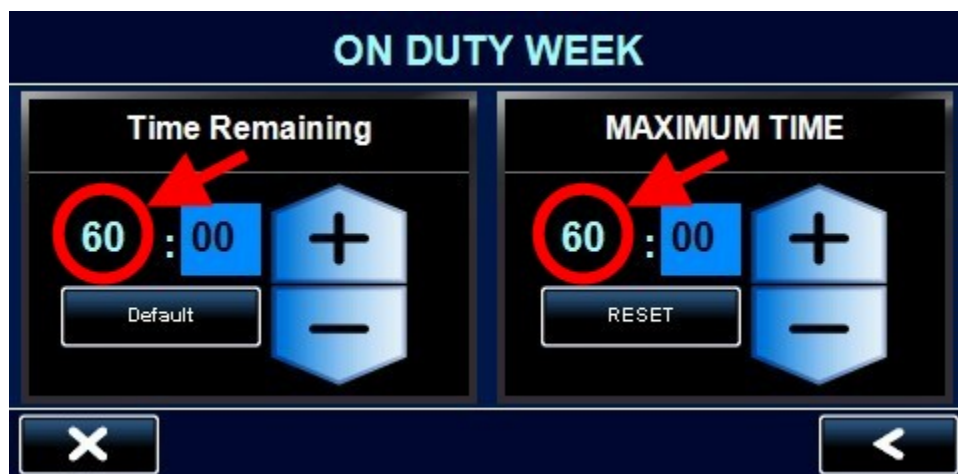 ON DUTY WEEK
Time Remaining
60 : 00
Default
MAXIMUM TIME
60 : 00
RESET